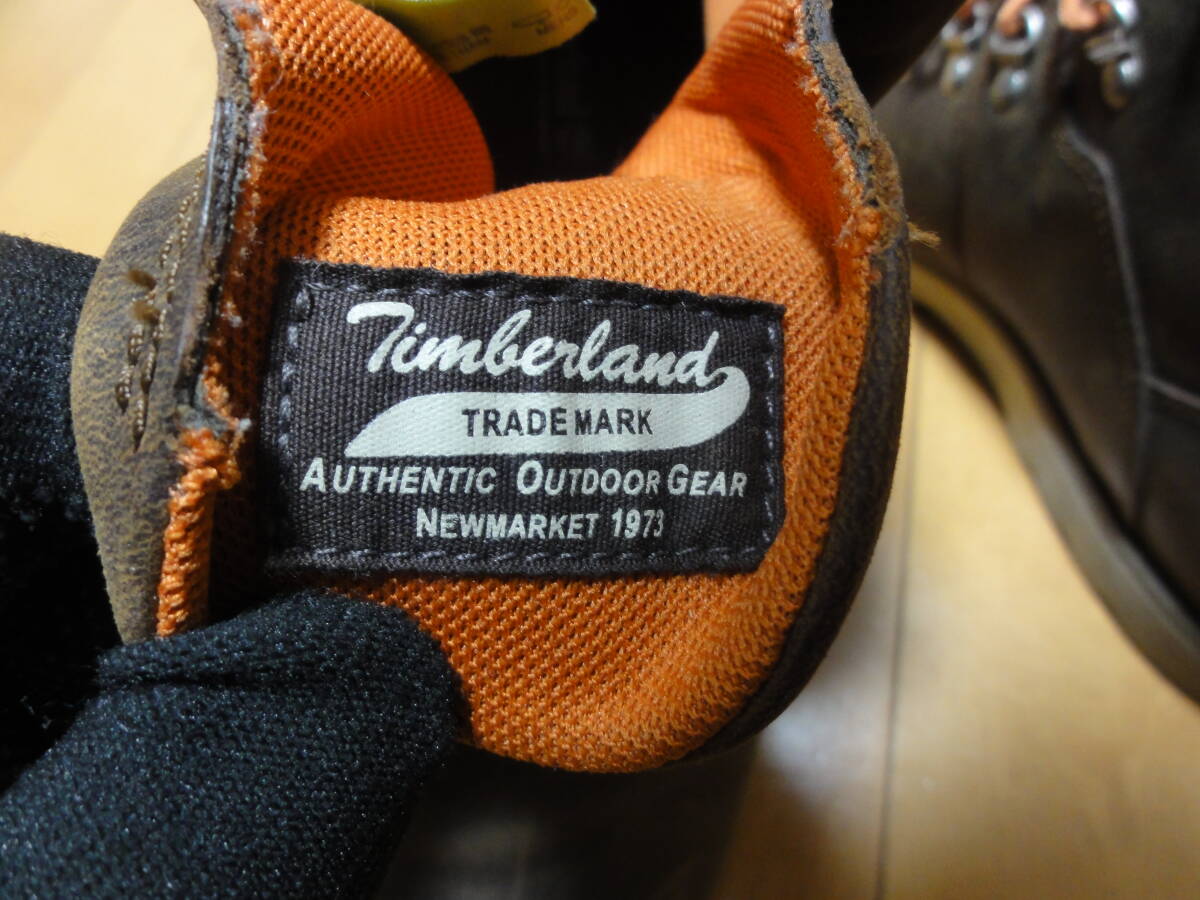 Timberland
TRADEMARK
AUTHENTIC OUTDOOR GEAR
NEWMARKET 1973